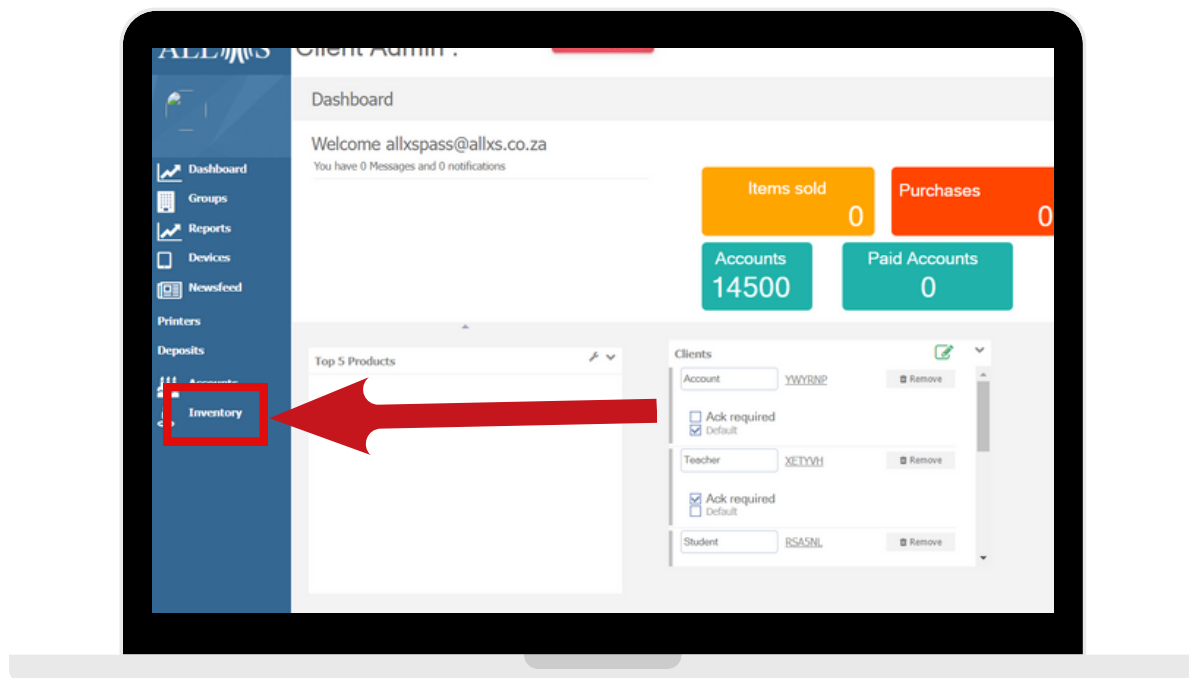 Client Admin :
Dashboard
Welcome allxspass@allxs.co.za
You have 0 Messages and 0 notifications
Dashboard
Groups
Reports
Devices
Newsfeed
Printers
Deposits
Accounts
Inventory
Items sold
0
Purchases
0
Accounts
14500
Paid Accounts
0
Top 5 Products
Clients
Account YWYRNP Remove
Ack required
Default
Teacher XETYVH Remove
Ack required
Default
Student RSASNL Remove